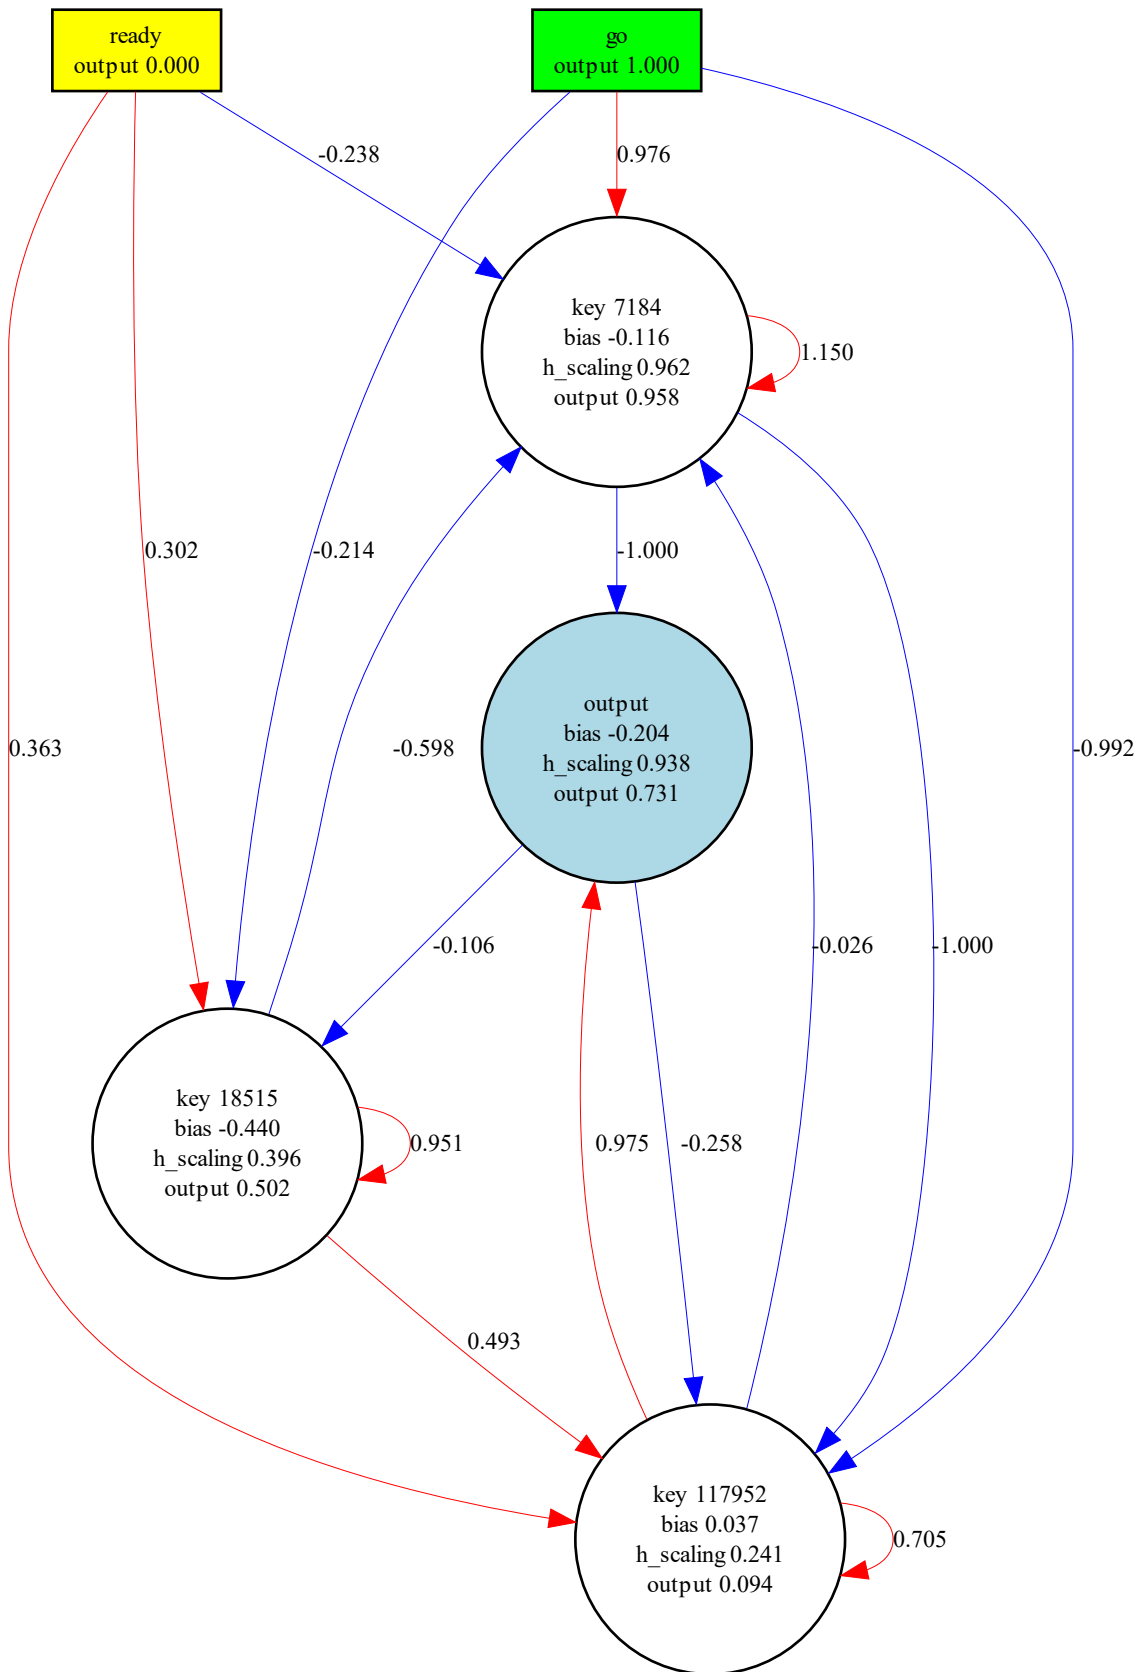 ready
output 0.000
go
output 1.000
-0.238
0.976
key 7184
bias -0.116
h_scaling 0.962
output 0.958
1.150
0.302
-0.214
-1.000
output
bias -0.204
h_scaling 0.938
output 0.731
0.363
-0.598
-0.992
-0.106
-0.026
-1.000
key 18515
bias -0.440
h_scaling 0.396
output 0.502
0.951
0.975
-0.258
0.493
key 117952
bias 0.037
h_scaling 0.241
output 0.094
0.705